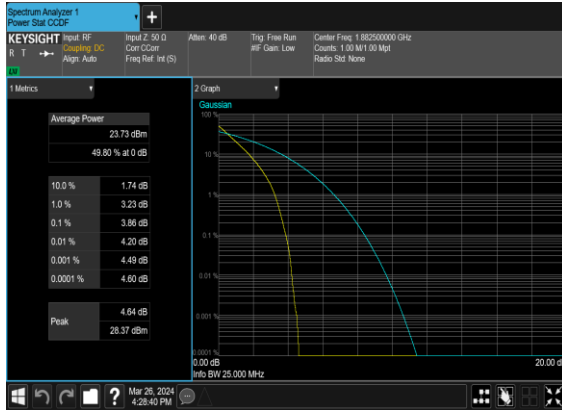 Spectrum Analyzer 1
Power Stat CCDF
KEYSIGHT
R T
LU
Input: RF
Coupling: DC
Align: Auto
Input Z: 50 Ω
Corr CCorr
Freq Ref: Int (S)
Atten: 40 dB
Trig: Free Run
#IF Gain: Low
Center Freq: 1.882500000 GHz
Counts: 1.00 M/1.00 Mpt
Radio Std: None
1 Metrics
Average Power
23.73 dBm
49.80 % at 0 dB
10.0 % 1.74 dB
1.0 % 3.23 dB
0.1 % 3.86 dB
0.01 % 4.20 dB
0.001 % 4.49 dB
0.0001 % 4.60 dB
Peak 4.64 dB
28.37 dBm
2 Graph
Gaussian
100 %
10 %
1 %
0.1 %
0.01 %
0.001 %
0.0001 %
0.00 dB 20.00 d
Info BW 25.000 MHz
Mar 26, 2024
4:28:40 PM